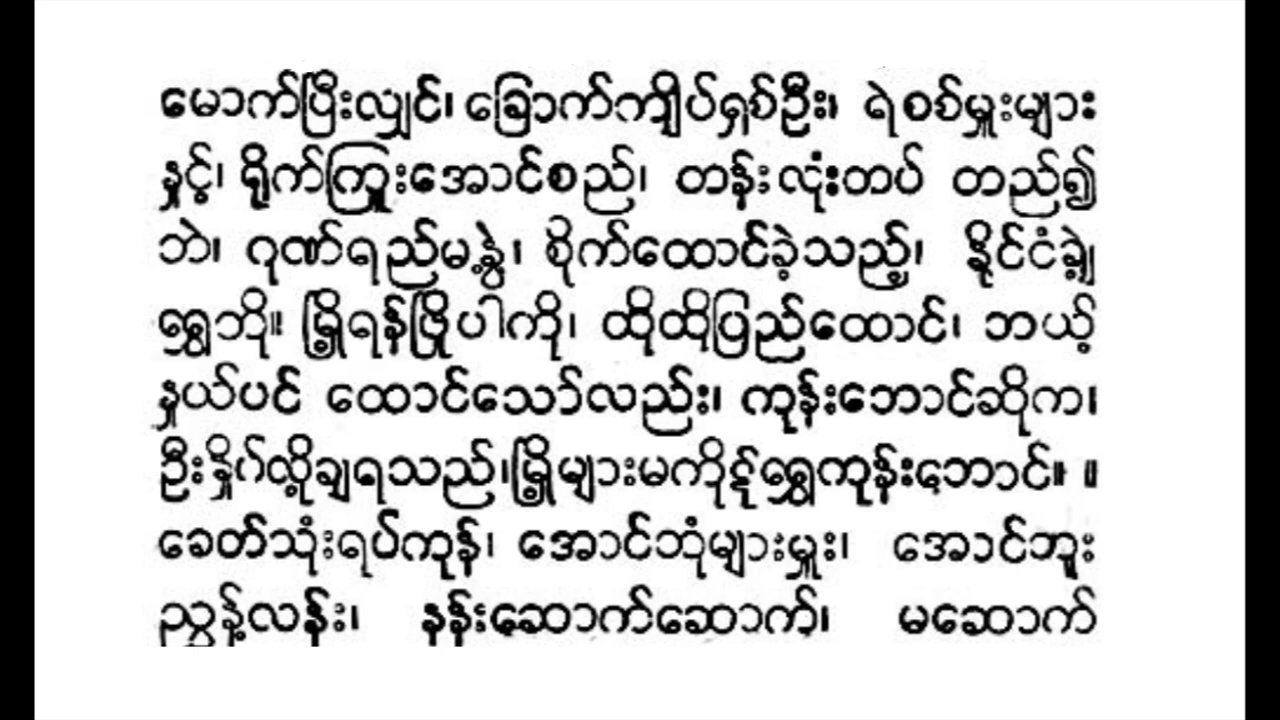 မောက်ပြီးလျှင်၊ ခြောက်ကျိပ်ရှစ်ဦး၊ ရဲစစ်မှူးများ
နှင့်၊ ရိုက်ကြူးအောင်စည်၊ တန်းလုံးတပ် တည်၍
ဘဲ၊ ဂုဏ်ရည်မနွဲ့၊ စိုက်ထောင်ခဲ့သည့်၊ နိုင်ငံခဲ့၊
ရွှေဘို။ မြို့ရန်ဖြိုပါကို၊ ထိုထိုပြည်ထောင်၊ ဘယ့်
နှယ်ပင် ထောင်သော်လည်း၊ ကုန်းဘောင်ဆိုက၊
ဦးနှိပ်လှို့ချရသည်၊မြို့များမကိုဋ်ရွှေကုန်းဘောင်။ ။
ခေတ်သုံးရပ်ကုန်၊ အောင်ဘုံများမှူး၊ အောင်ဘူး
ညွှန့်လန်း၊ နန်းဆောက်ဆောက်၊ မဆောက်